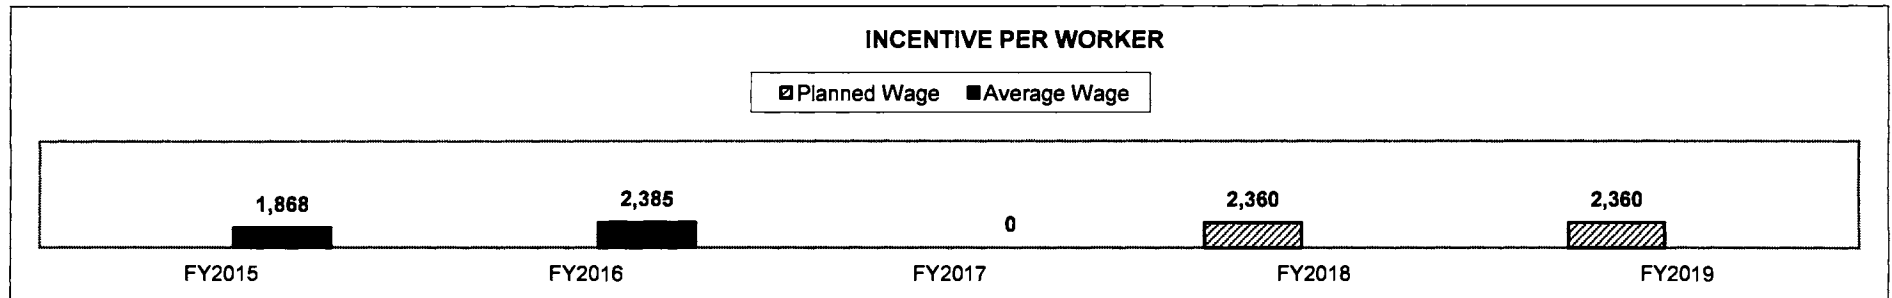 INCENTIVE PER WORKER
Planned Wage Average Wage
1,868 2,385 0 2,360 2,360
FY2015 FY2016 FY2017 FY2018 FY2019